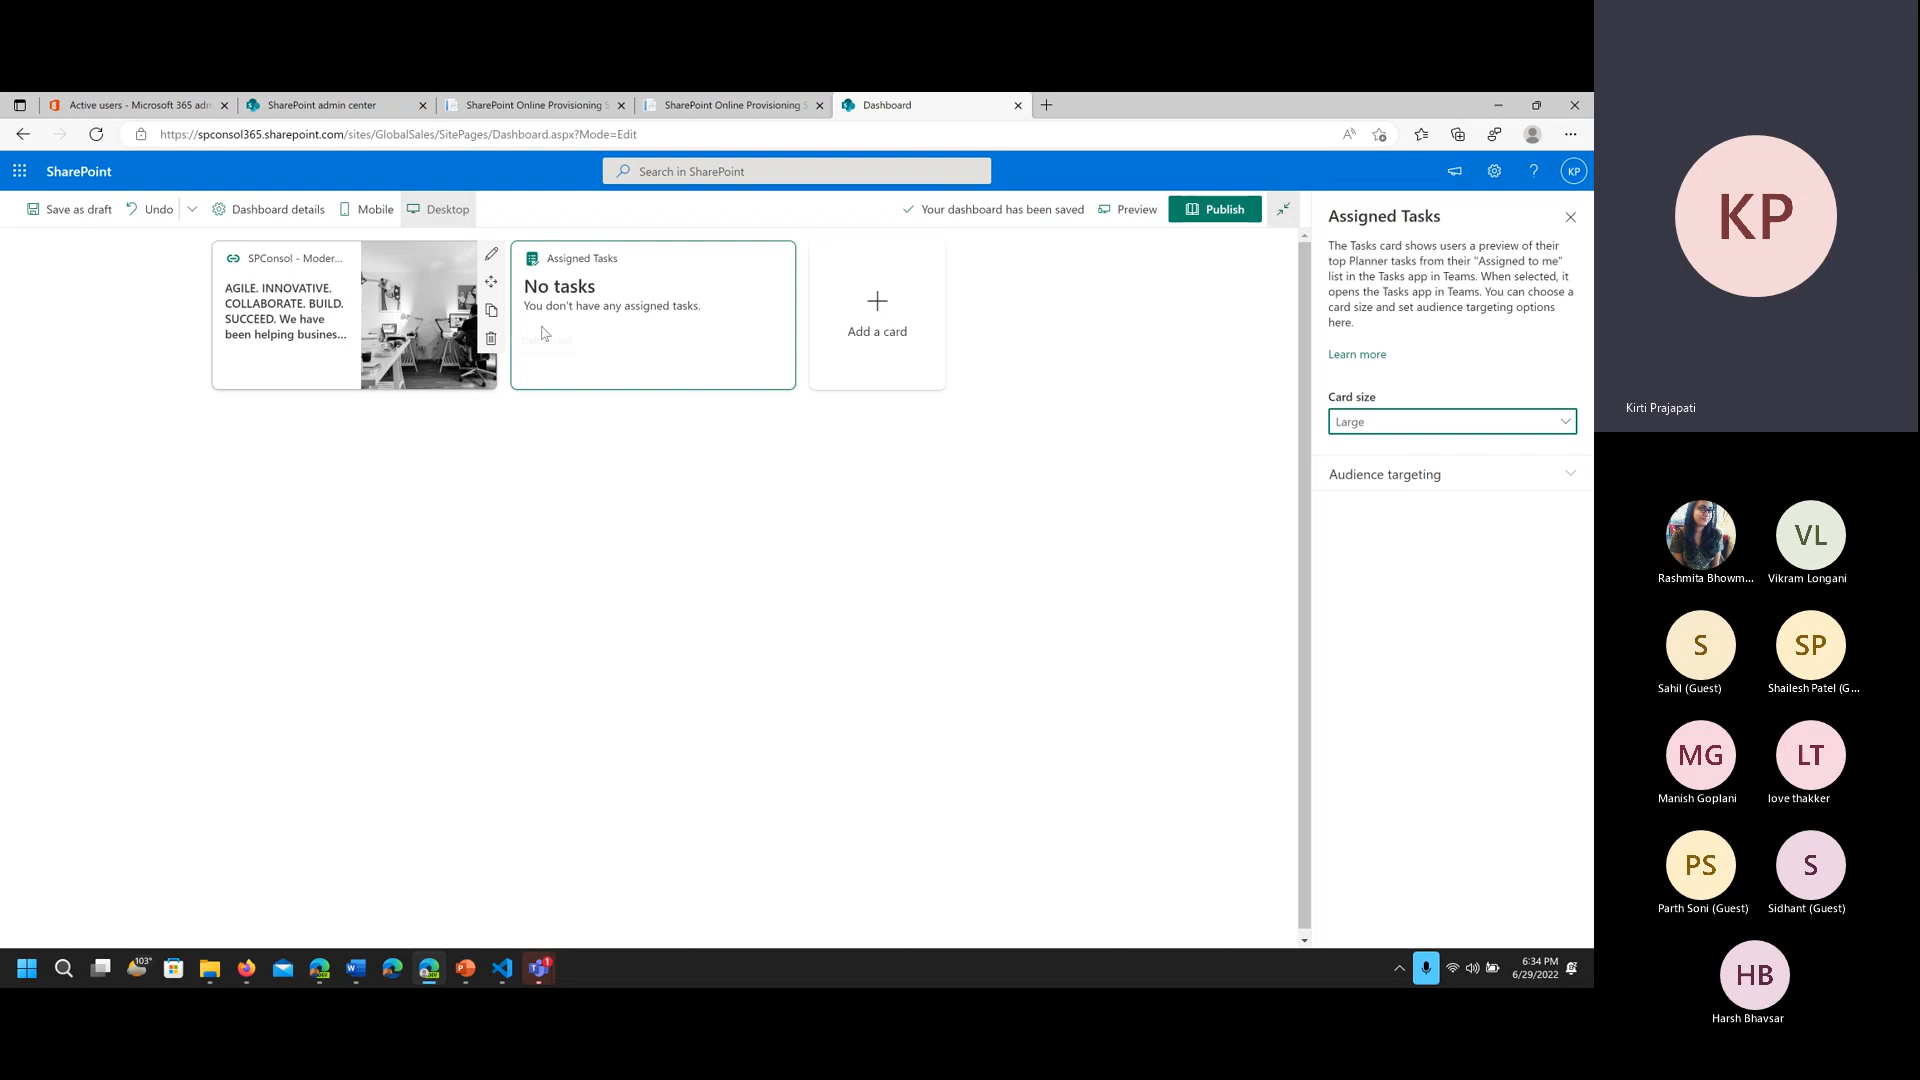 Active users - Microsoft 365 adm
SharePoint admin center
SharePoint Online Provisioning S
SharePoint Online Provisioning S
Dashboard
https://spconsol365.sharepoint.com/sites/GlobalSales/SitePages/Dashboard.aspx?Mode=Edit
SharePoint
Search in SharePoint
KP
Save as draft
Undo
Dashboard details
Mobile
Desktop
Your dashboard has been saved
Preview
Publish
SPConsol - Moder...
AGILE. INNOVATIVE.
COLLABORATE. BUILD.
SUCCEED. We have
been helping busines...
Assigned Tasks
No tasks
You don't have any assigned tasks.
Add a card
Assigned Tasks
The Tasks card shows users a preview of their
top Planner tasks from their "Assigned to me"
list in the Tasks app in Teams. When selected, it
opens the Tasks app in Teams. You can choose a
card size and set audience targeting options
here.
Learn more
Card size
Large
Audience targeting
103°
1
6:34 PM
6/29/2022
KP
Kirti Prajapati
Rashmita Bhowm...
VL
Vikram Longani
S
Sahil (Guest)
SP
Shailesh Patel (G...
MG
Manish Goplani
LT
love thakker
PS
Parth Soni (Guest)
S
Sidhant (Guest)
HB
Harsh Bhavsar